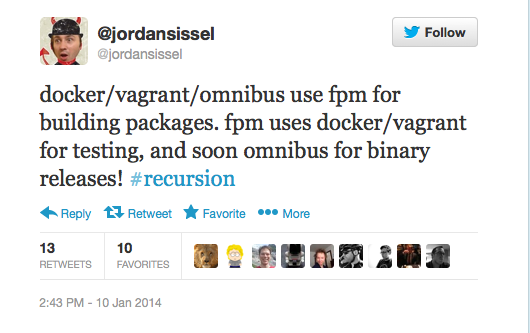 @jordansissel
@jordansissel
Follow
docker/vagrant/omnibus use fpm for
building packages. fpm uses docker/vagrant
for testing, and soon omnibus for binary
releases! #recursion
Reply Retweet Favorite More
13 10
RETWEETS FAVORITES
2:43 PM - 10 Jan 2014